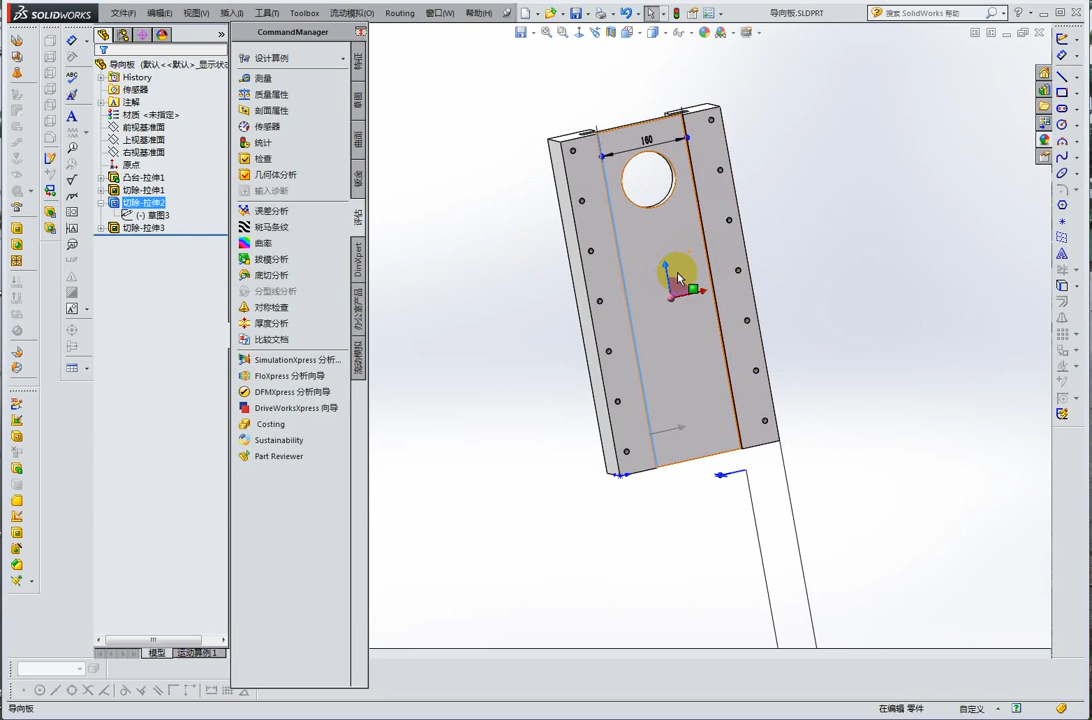 SOLIDWORKS
文件(F) 编辑(E) 视图(V) 插入(I) 工具(T) Toolbox 流动模拟(O) Routing 窗口(W) 帮助(H)
导向板.SLDPRT
搜索 SolidWorks 帮助
CommandManager
导向板 (默认<<默认>_显示状
History
传感器
注解
材质 <未指定>
前视基准面
上视基准面
右视基准面
原点
凸台-拉伸1
切除-拉伸1
切除-拉伸2
(-) 草图3
切除-拉伸3
设计算例
测量
质量属性
剖面属性
传感器
统计
检查
几何体分析
输入诊断
误差分析
斑马条纹
曲率
拔模分析
底切分析
分型线分析
对称检查
厚度分析
比较文档
SimulationXpress 分析...
FloXpress 分析向导
DFMXpress 分析向导
DriveWorksXpress 向导
Costing
Sustainability
Part Reviewer
特征
草图
曲面
钣金
评估
DimXpert
办公室产品
流动模拟
160
模型 运动算例 1
导向板
在编辑 零件
自定义